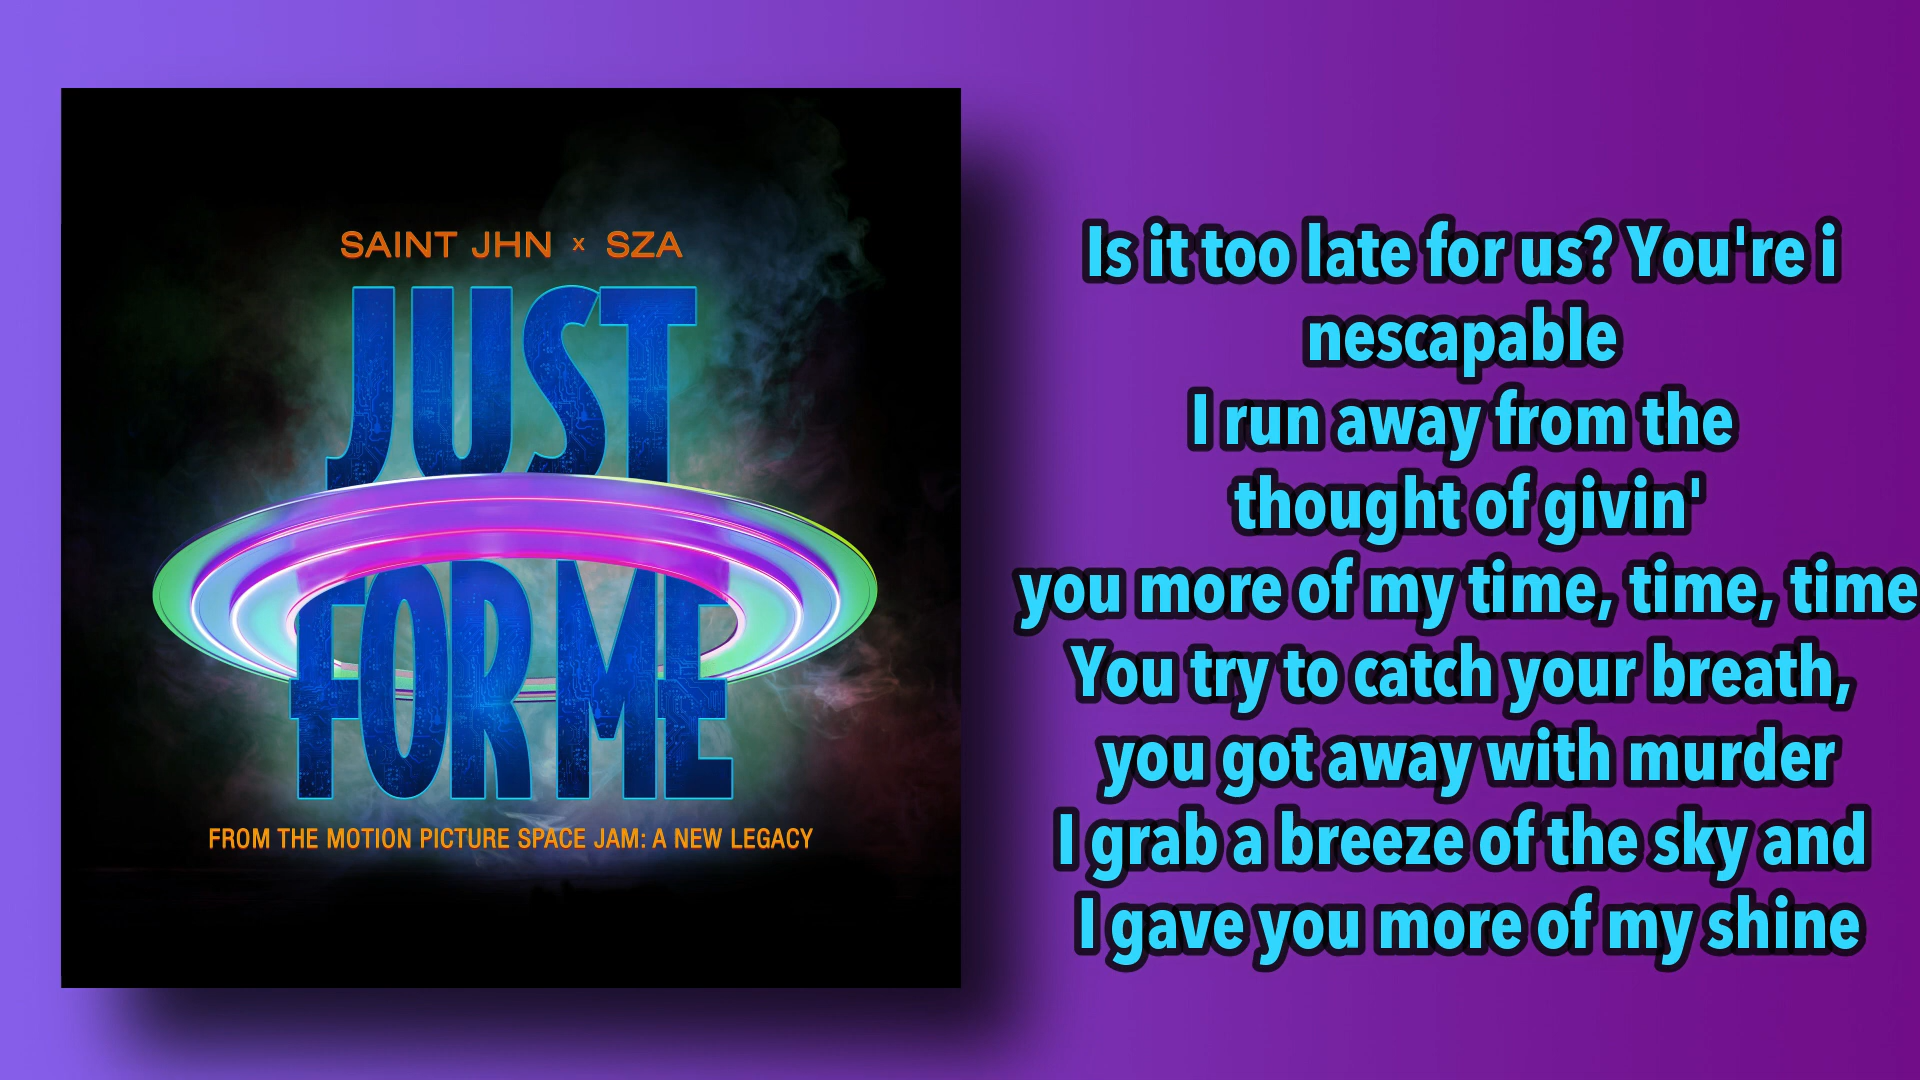 SAINT JHN x SZA
JUST
FOR ME
FROM THE MOTION PICTURE SPACE JAM: A NEW LEGACY
Is it too late for us? You're i
nescapable
I run away from the
thought of givin'
you more of my time, time, time
You try to catch your breath,
you got away with murder
I grab a breeze of the sky and
I gave you more of my shine